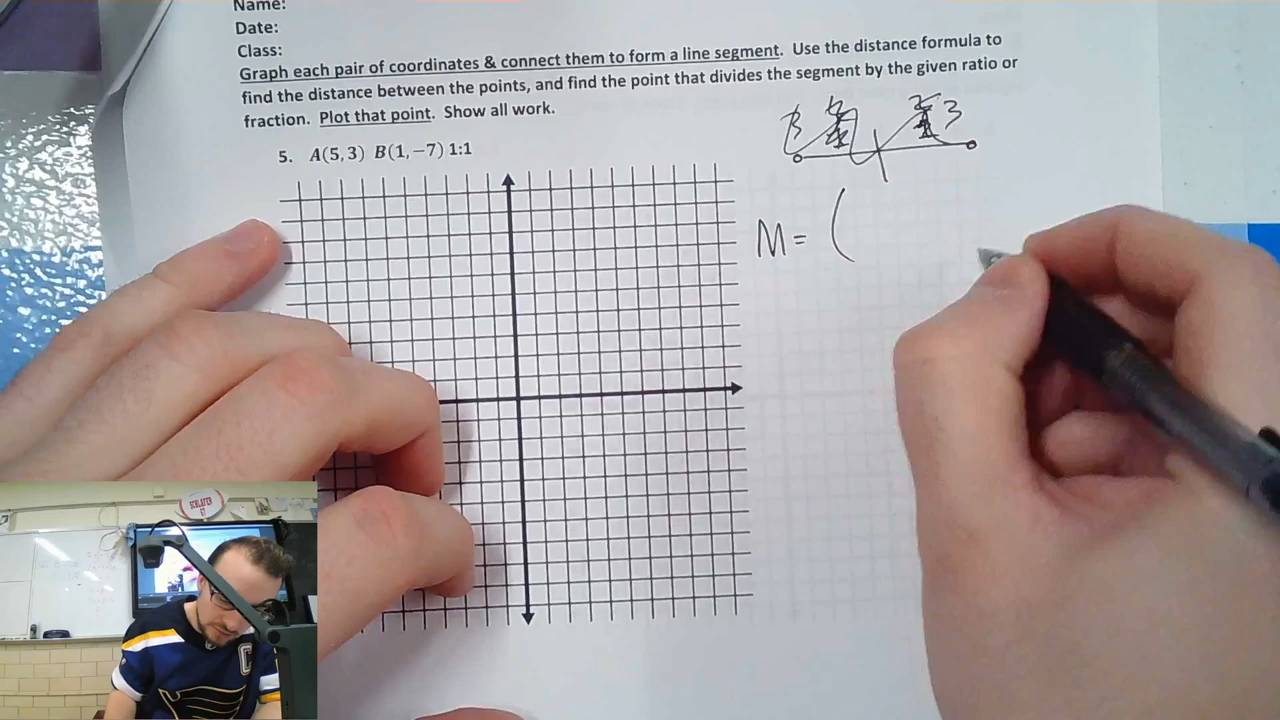 Name:
Date:
Class:
Graph each pair of coordinates & connect them to form a line segment. Use the distance formula to
find the distance between the points, and find the point that divides the segment by the given ratio or
fraction. Plot that point. Show all work.
5. A(5, 3) B(1, −7) 1:1
3
M= (
SCHLAFER
C